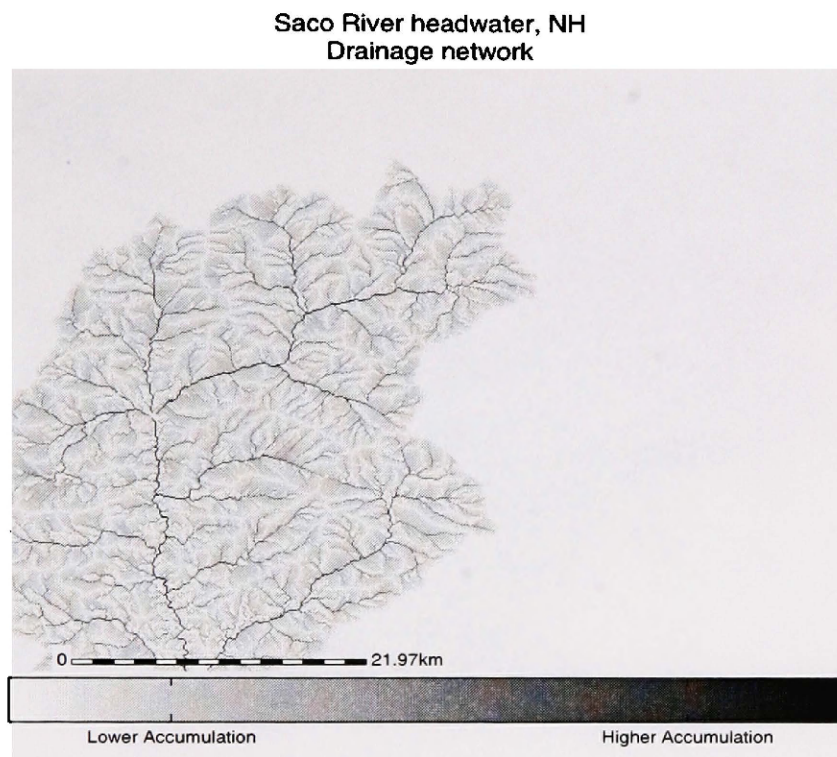 Saco River headwater, NH
Drainage network
0 21.97km
Lower Accumulation Higher Accumulation